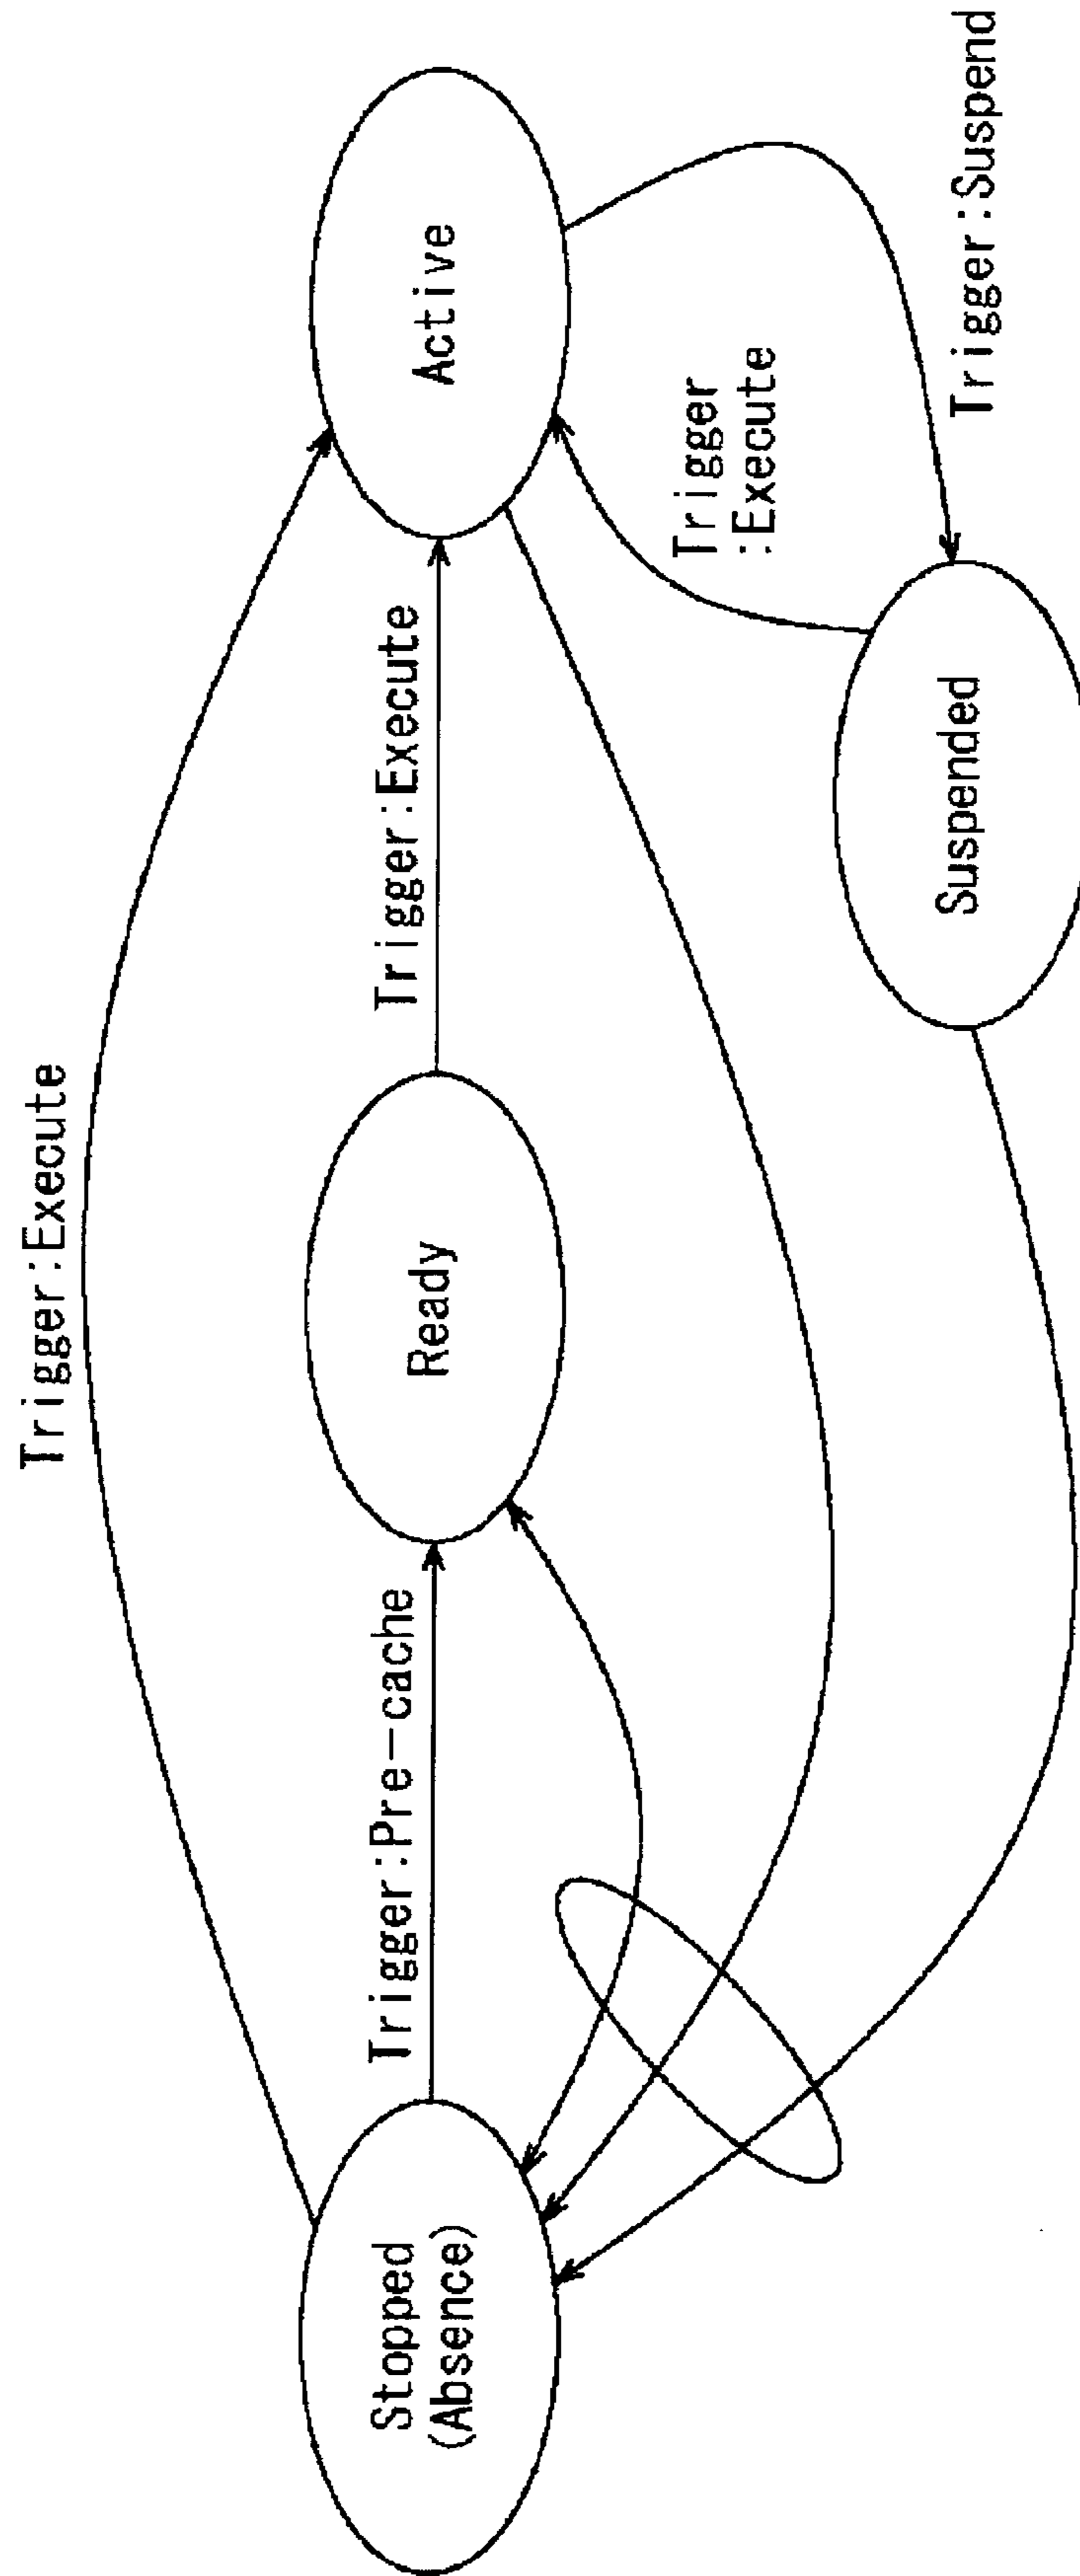 Trigger:Execute
Stopped
(Absence)
Trigger:Pre-cache
Ready
Trigger:Execute
Active
Trigger
:Execute
Suspended
Trigger:Suspend